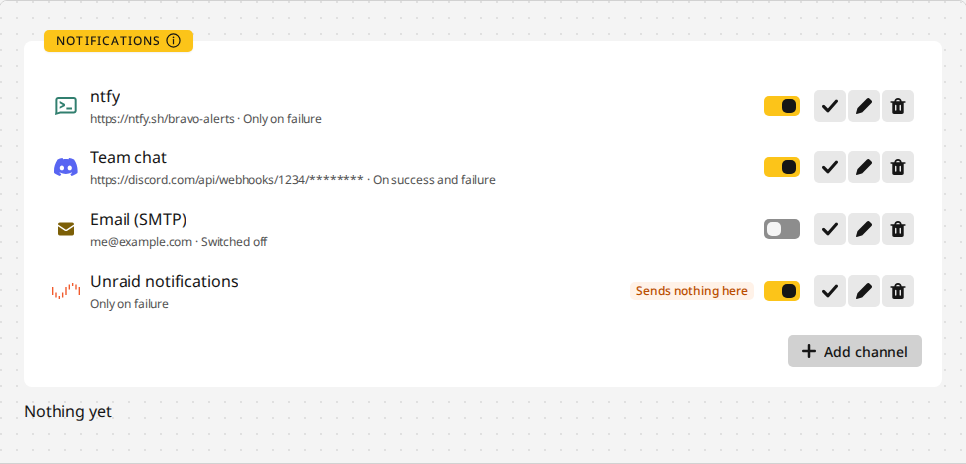 NOTIFICATIONS
ntfy
https://ntfy.sh/bravo-alerts · Only on failure
Team chat
https://discord.com/api/webhooks/1234/******** · On success and failure
Email (SMTP)
me@example.com · Switched off
Unraid notifications
Sends nothing here
Only on failure
Add channel
Nothing yet